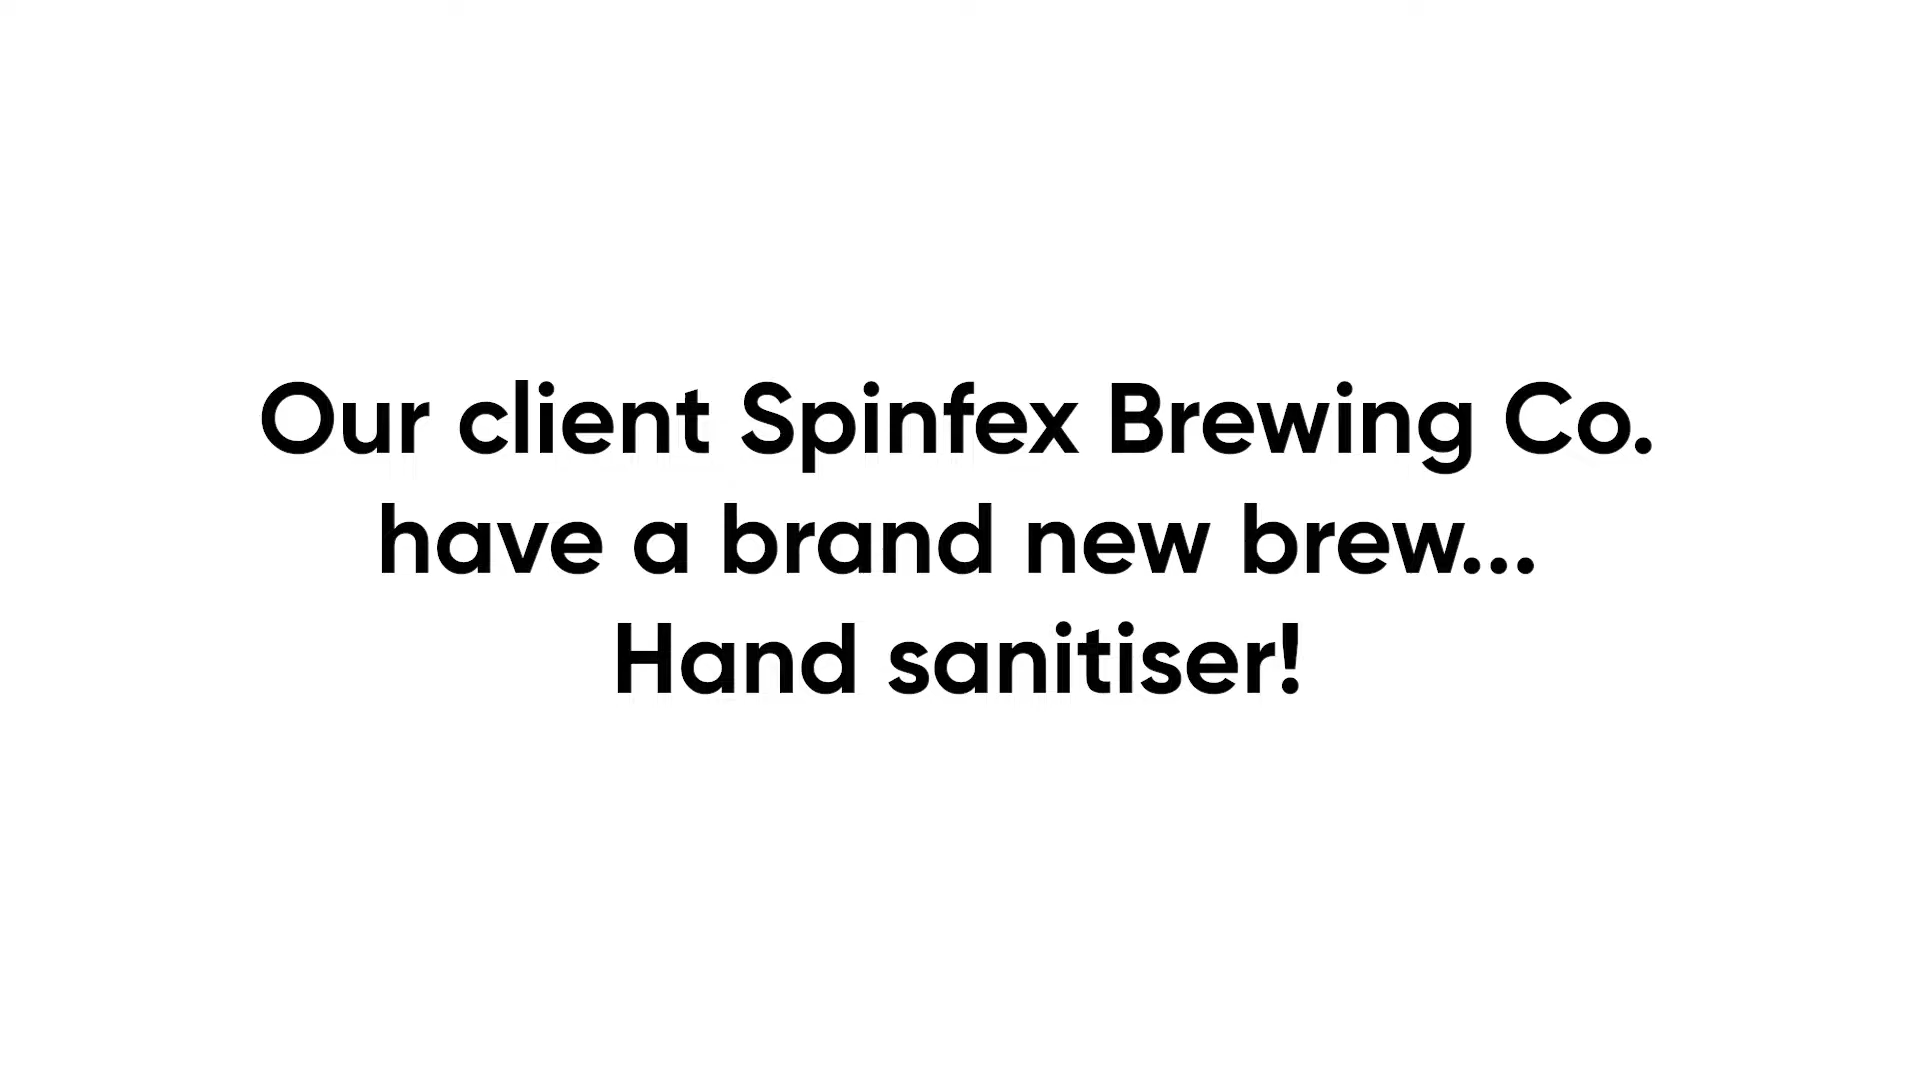 Our client Spinfex Brewing Co.
have a brand new brew...
Hand sanitiser!